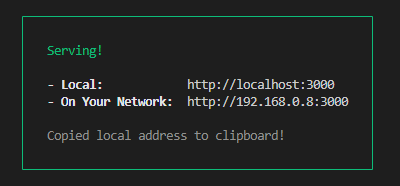 Serving!
- Local: http://localhost:3000
- On Your Network: http://192.168.0.8:3000
Copied local address to clipboard!